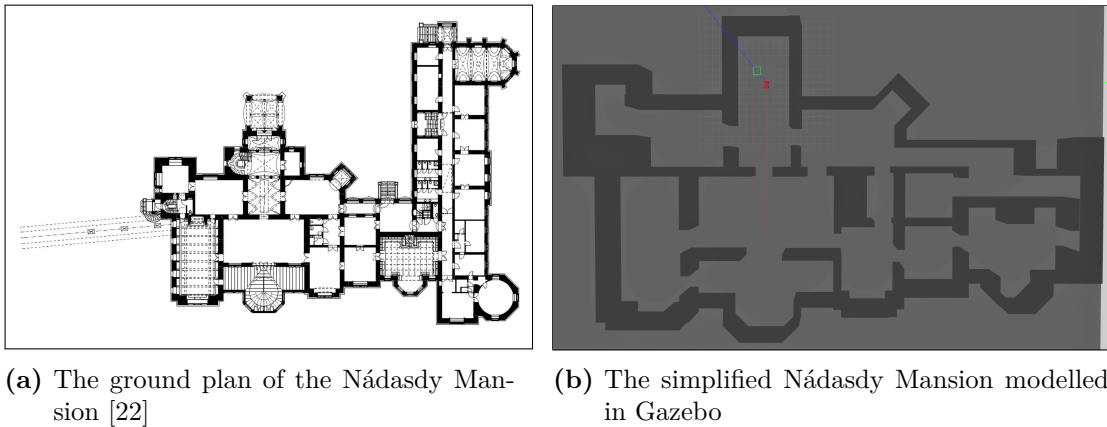 (a) The ground plan of the Nádasdy Man-
sion [22]
(b) The simplified Nádasdy Mansion modelled
in Gazebo